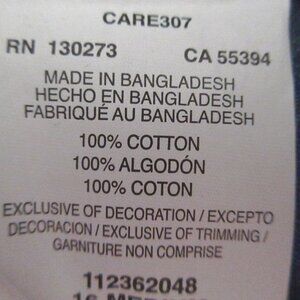 CARE307
RN 130273 CA 55394
MADE IN BANGLADESH
HECHO EN BANGLADESH
FABRIQUÉ AU BANGLADESH
100% COTTON
100% ALGODÓN
100% COTON
EXCLUSIVE OF DECORATION / EXCEPTO
DECORACION / EXCLUSIVE OF TRIMMING /
GARNITURE NON COMPRISE
112362048